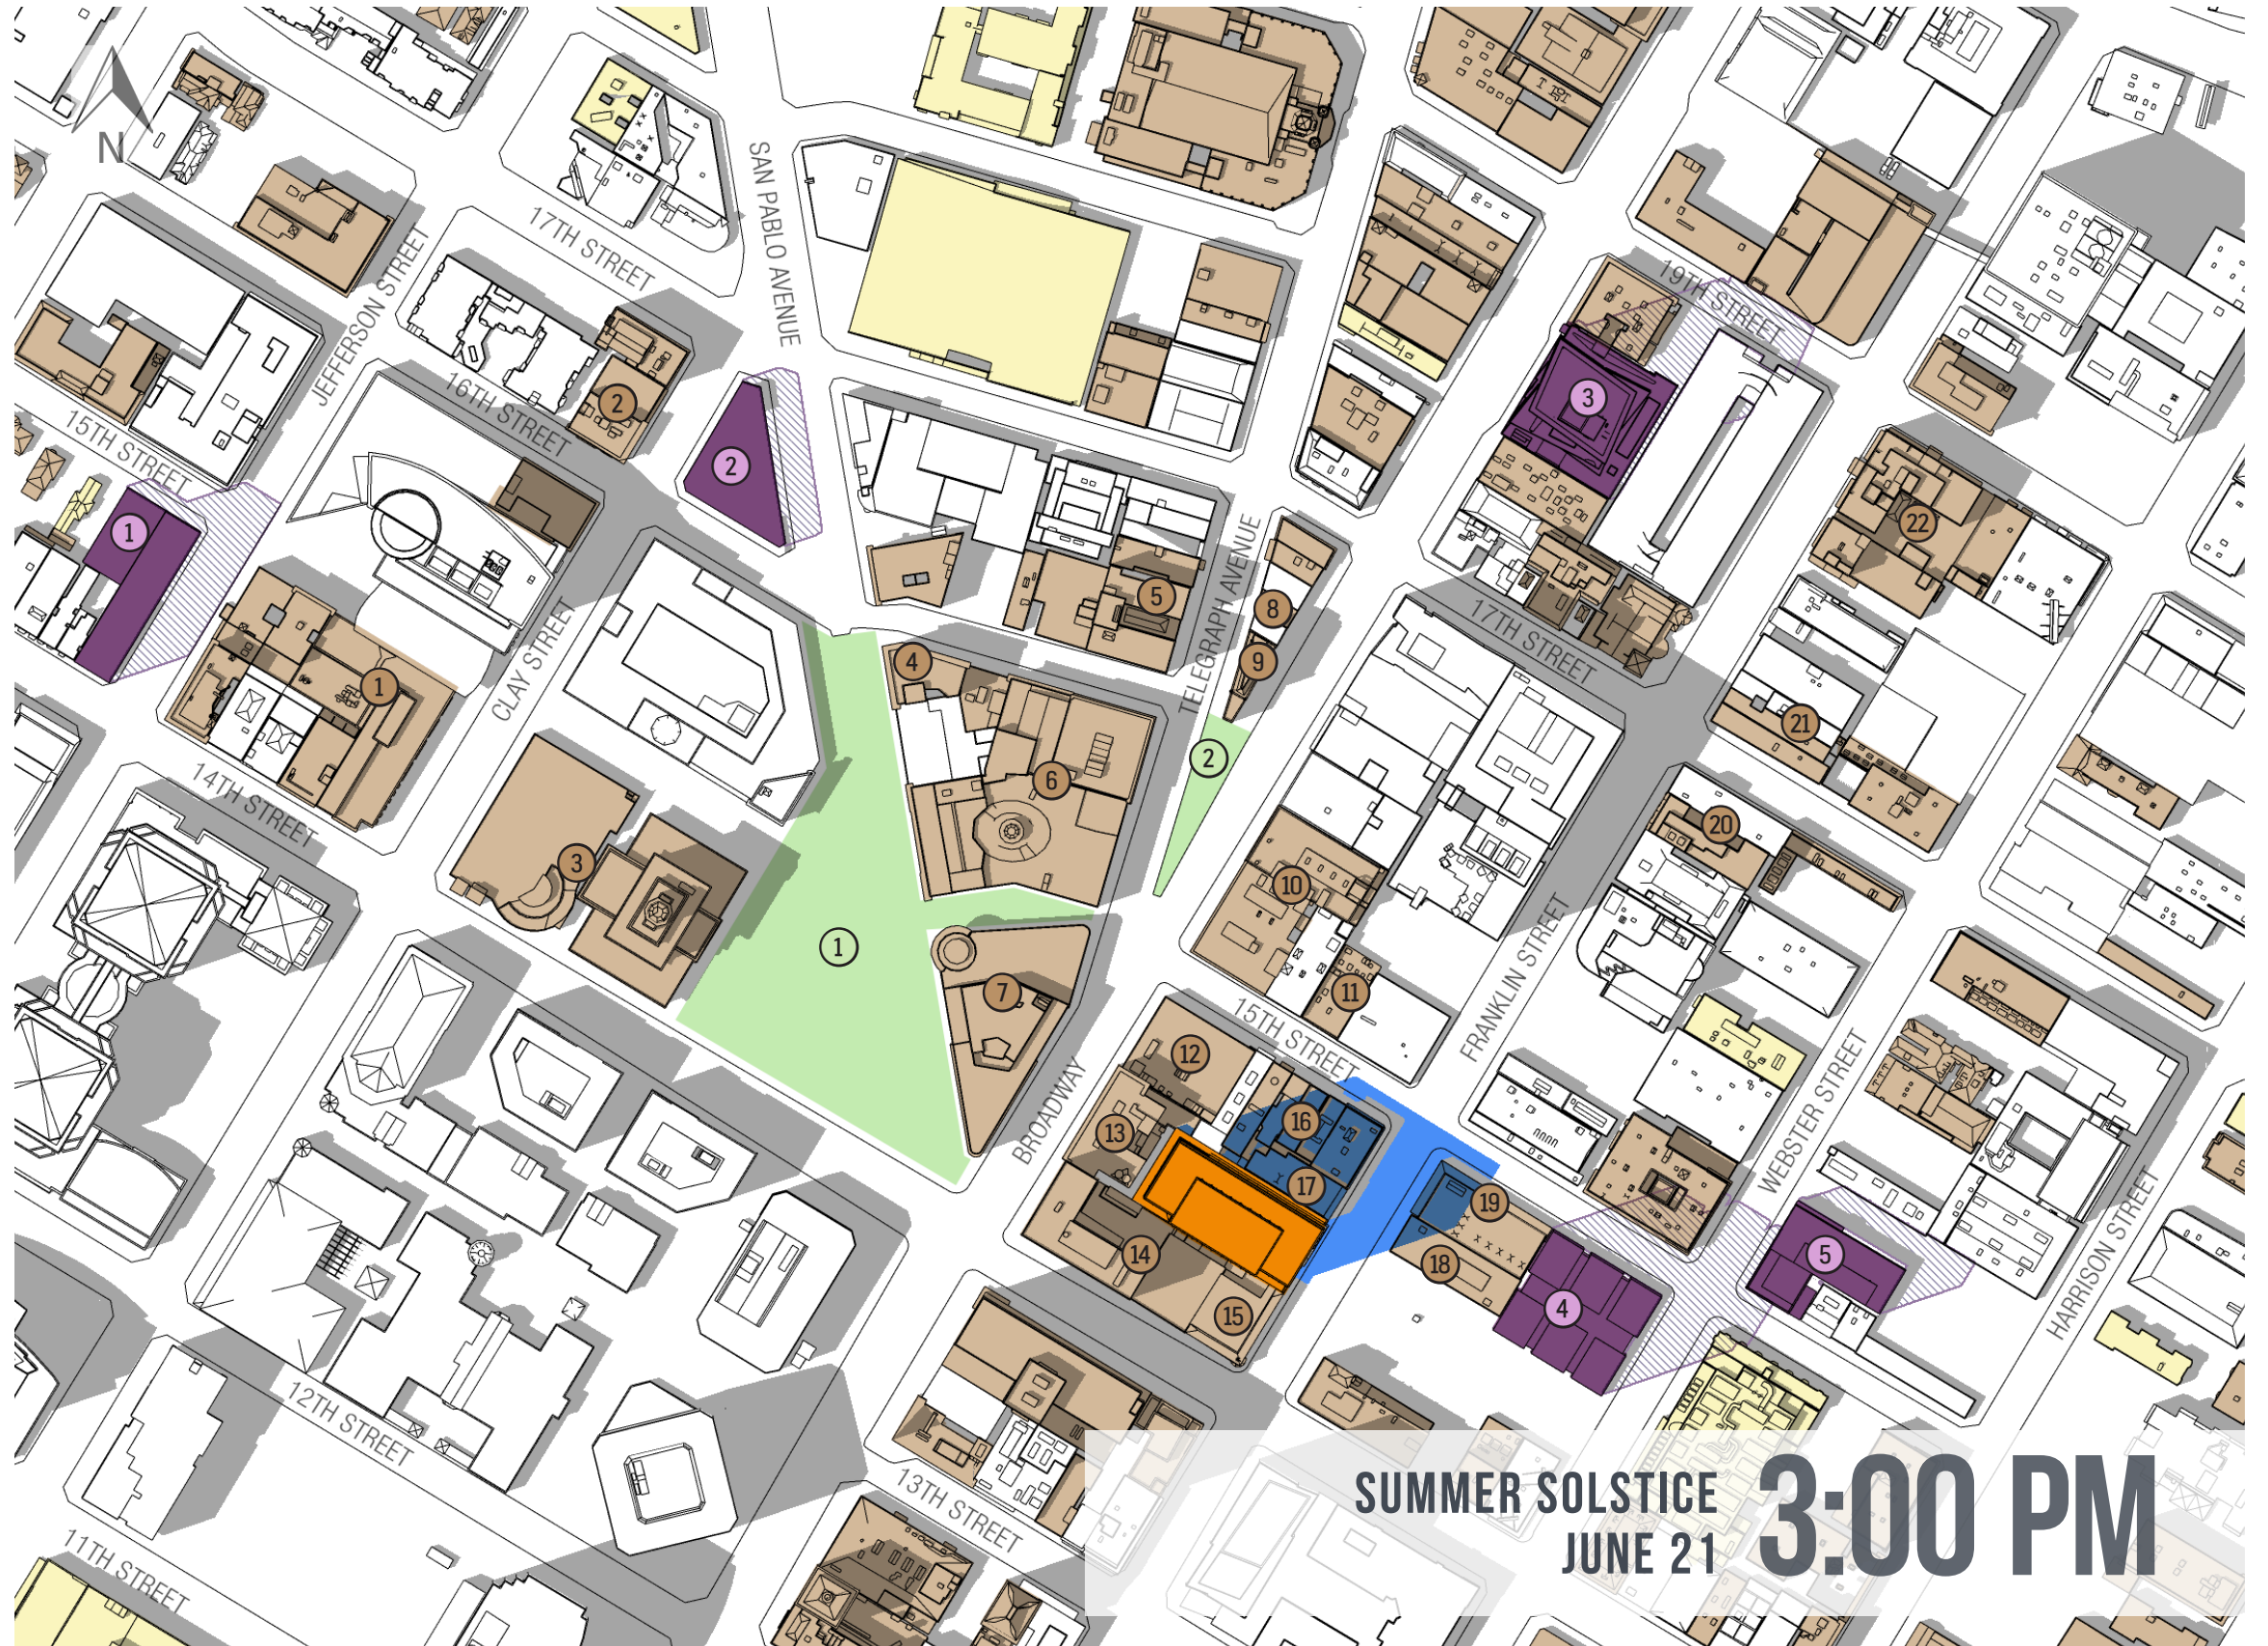 N
SAN PABLO AVENUE
17TH STREET
JEFFERSON STREET
19TH STREET
16TH STREET
15TH STREET
2
3
2
1
22
TELEGRAPH AVENUE
5
8
17TH STREET
CLAY STREET
4
9
1
21
2
6
14TH STREET
20
3
10
1
7
11
FRANKLIN STREET
15TH STREET
12
BROADWAY
WEBSTER STREET
16
13
17
19
14
18
5
HARRISON STREET
4
15
12TH STREET
13TH STREET
11TH STREET
SUMMER SOLSTICE
JUNE 21
3:00 PM